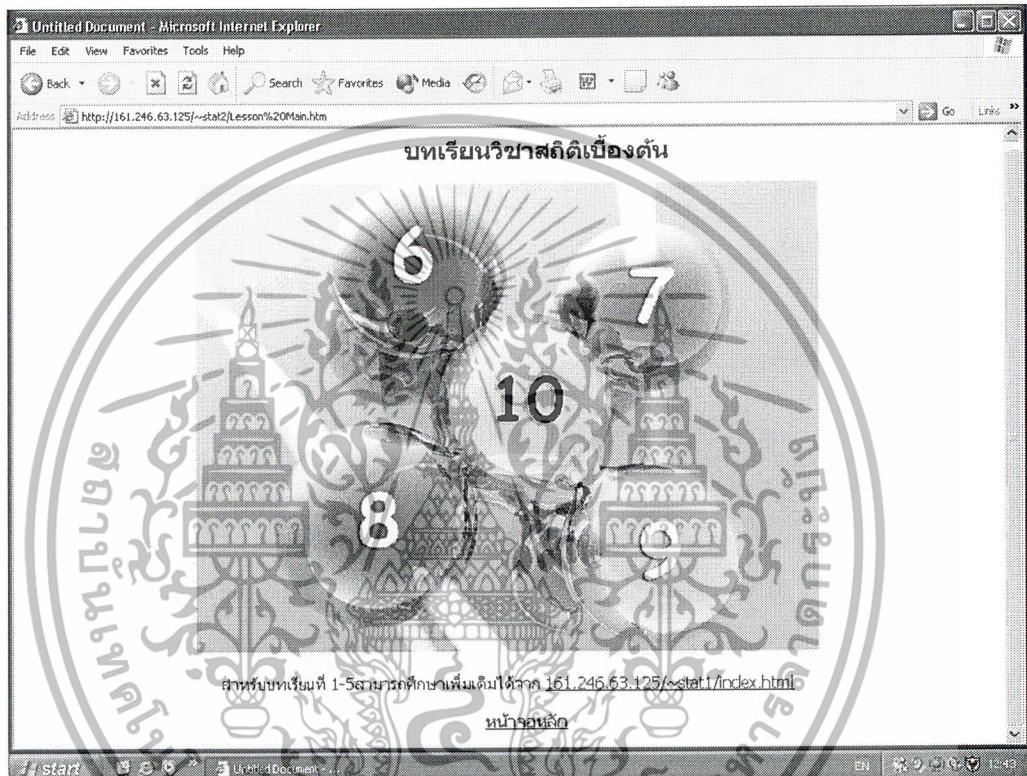 Untitled Document - Microsoft Internet Explorer
File Edit View Favorites Tools Help
Back Search Favorites Media
Address http://161.246.63.125/~stat2/Lesson%20Main.htm Go Links »
บทเรียนวิชาสถิติเบื้องต้น
6
7
10
8
9
สำหรับบทเรียนที่ 1-5สามารถศึกษาเพิ่มเติมได้จาก 161.246.63.125/~stat1/index.html
หน้าจอหลัก
start Untitled Document - ... EN 12:43